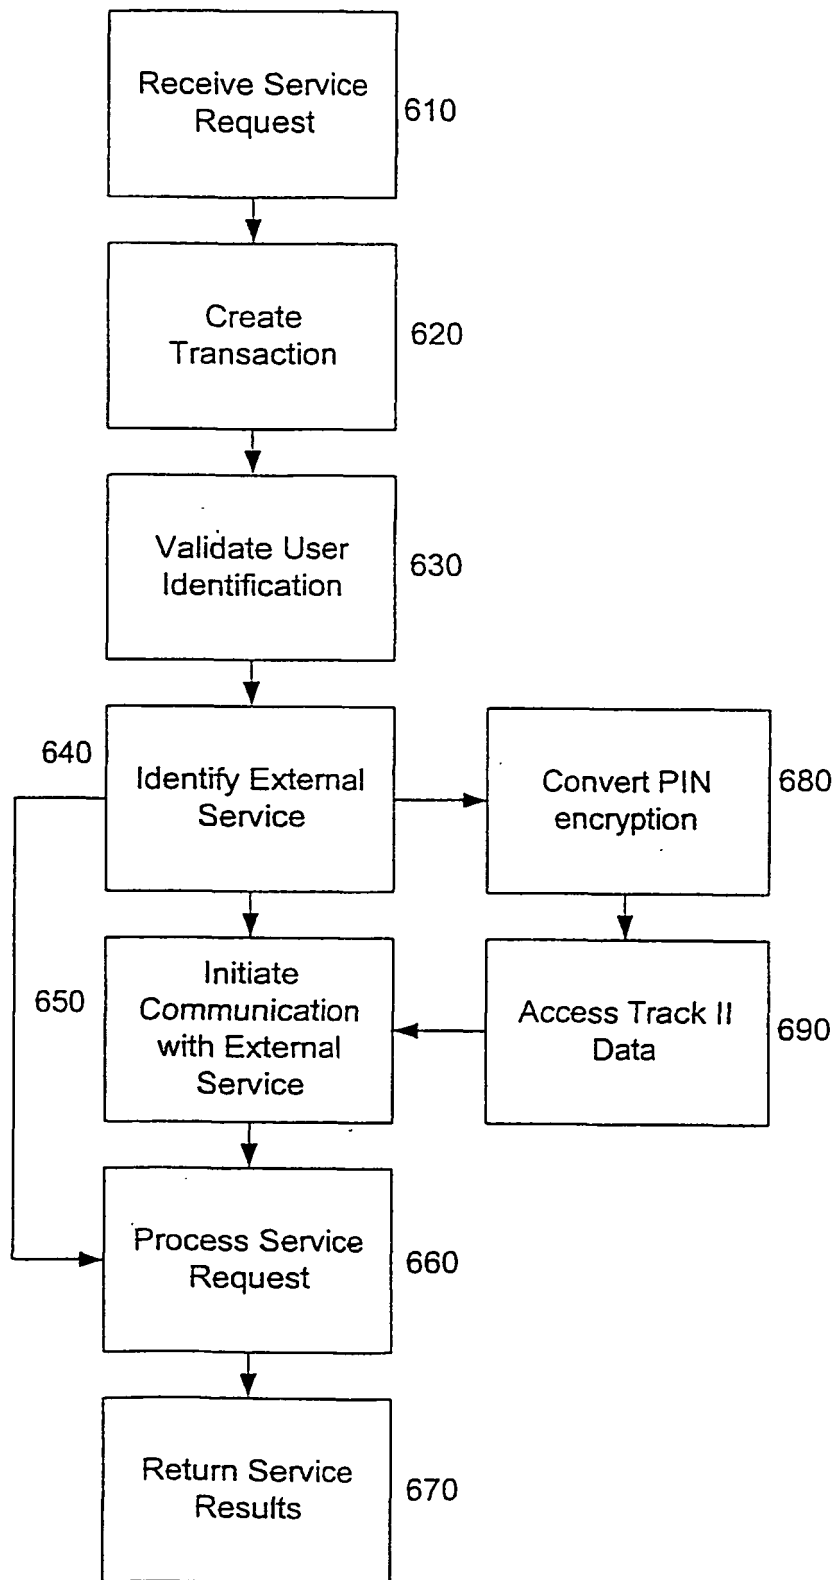 Receive Service
Request
610
Create
Transaction
620
Validate User
Identification
630
640
Identify External
Service
Convert PIN
encryption
680
650
Initiate
Communication
with External
Service
Access Track II
Data
690
Process Service
Request
660
Return Service
Results
670